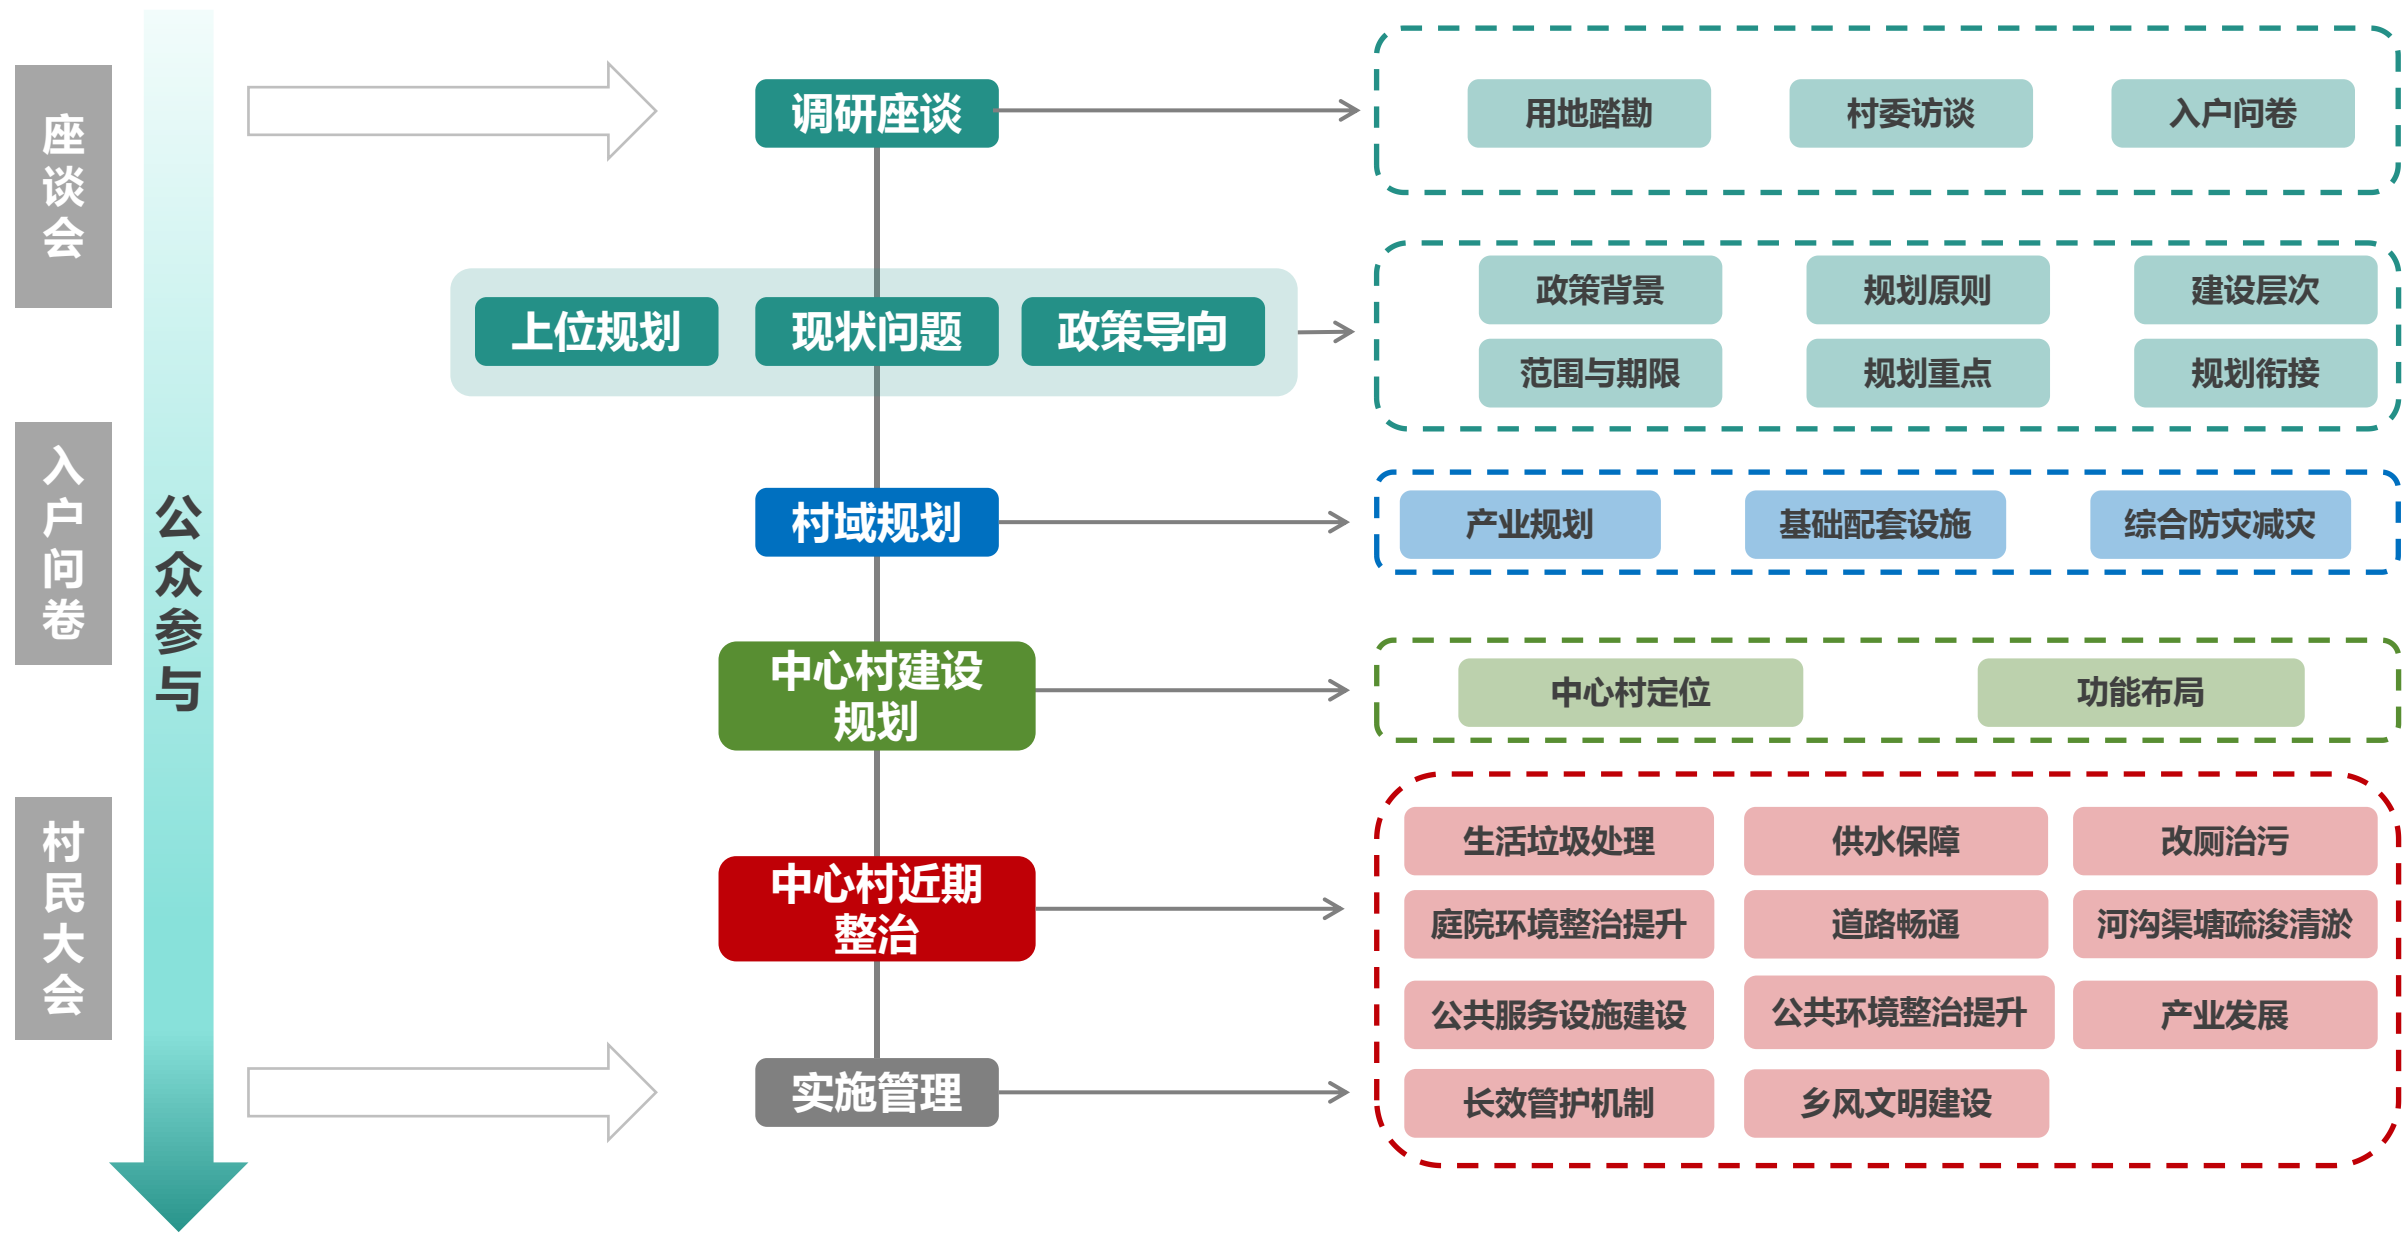 座谈会
入户问卷
村民大会
公众参与
调研座谈
用地踏勘
村委访谈
入户问卷
上位规划
现状问题
政策导向
政策背景
规划原则
建设层次
范围与期限
规划重点
规划衔接
村域规划
产业规划
基础配套设施
综合防灾减灾
中心村建设
规划
中心村定位
功能布局
中心村近期
整治
生活垃圾处理
供水保障
改厕治污
庭院环境整治提升
道路畅通
河沟渠塘疏浚清淤
公共服务设施建设
公共环境整治提升
产业发展
长效管护机制
乡风文明建设
实施管理